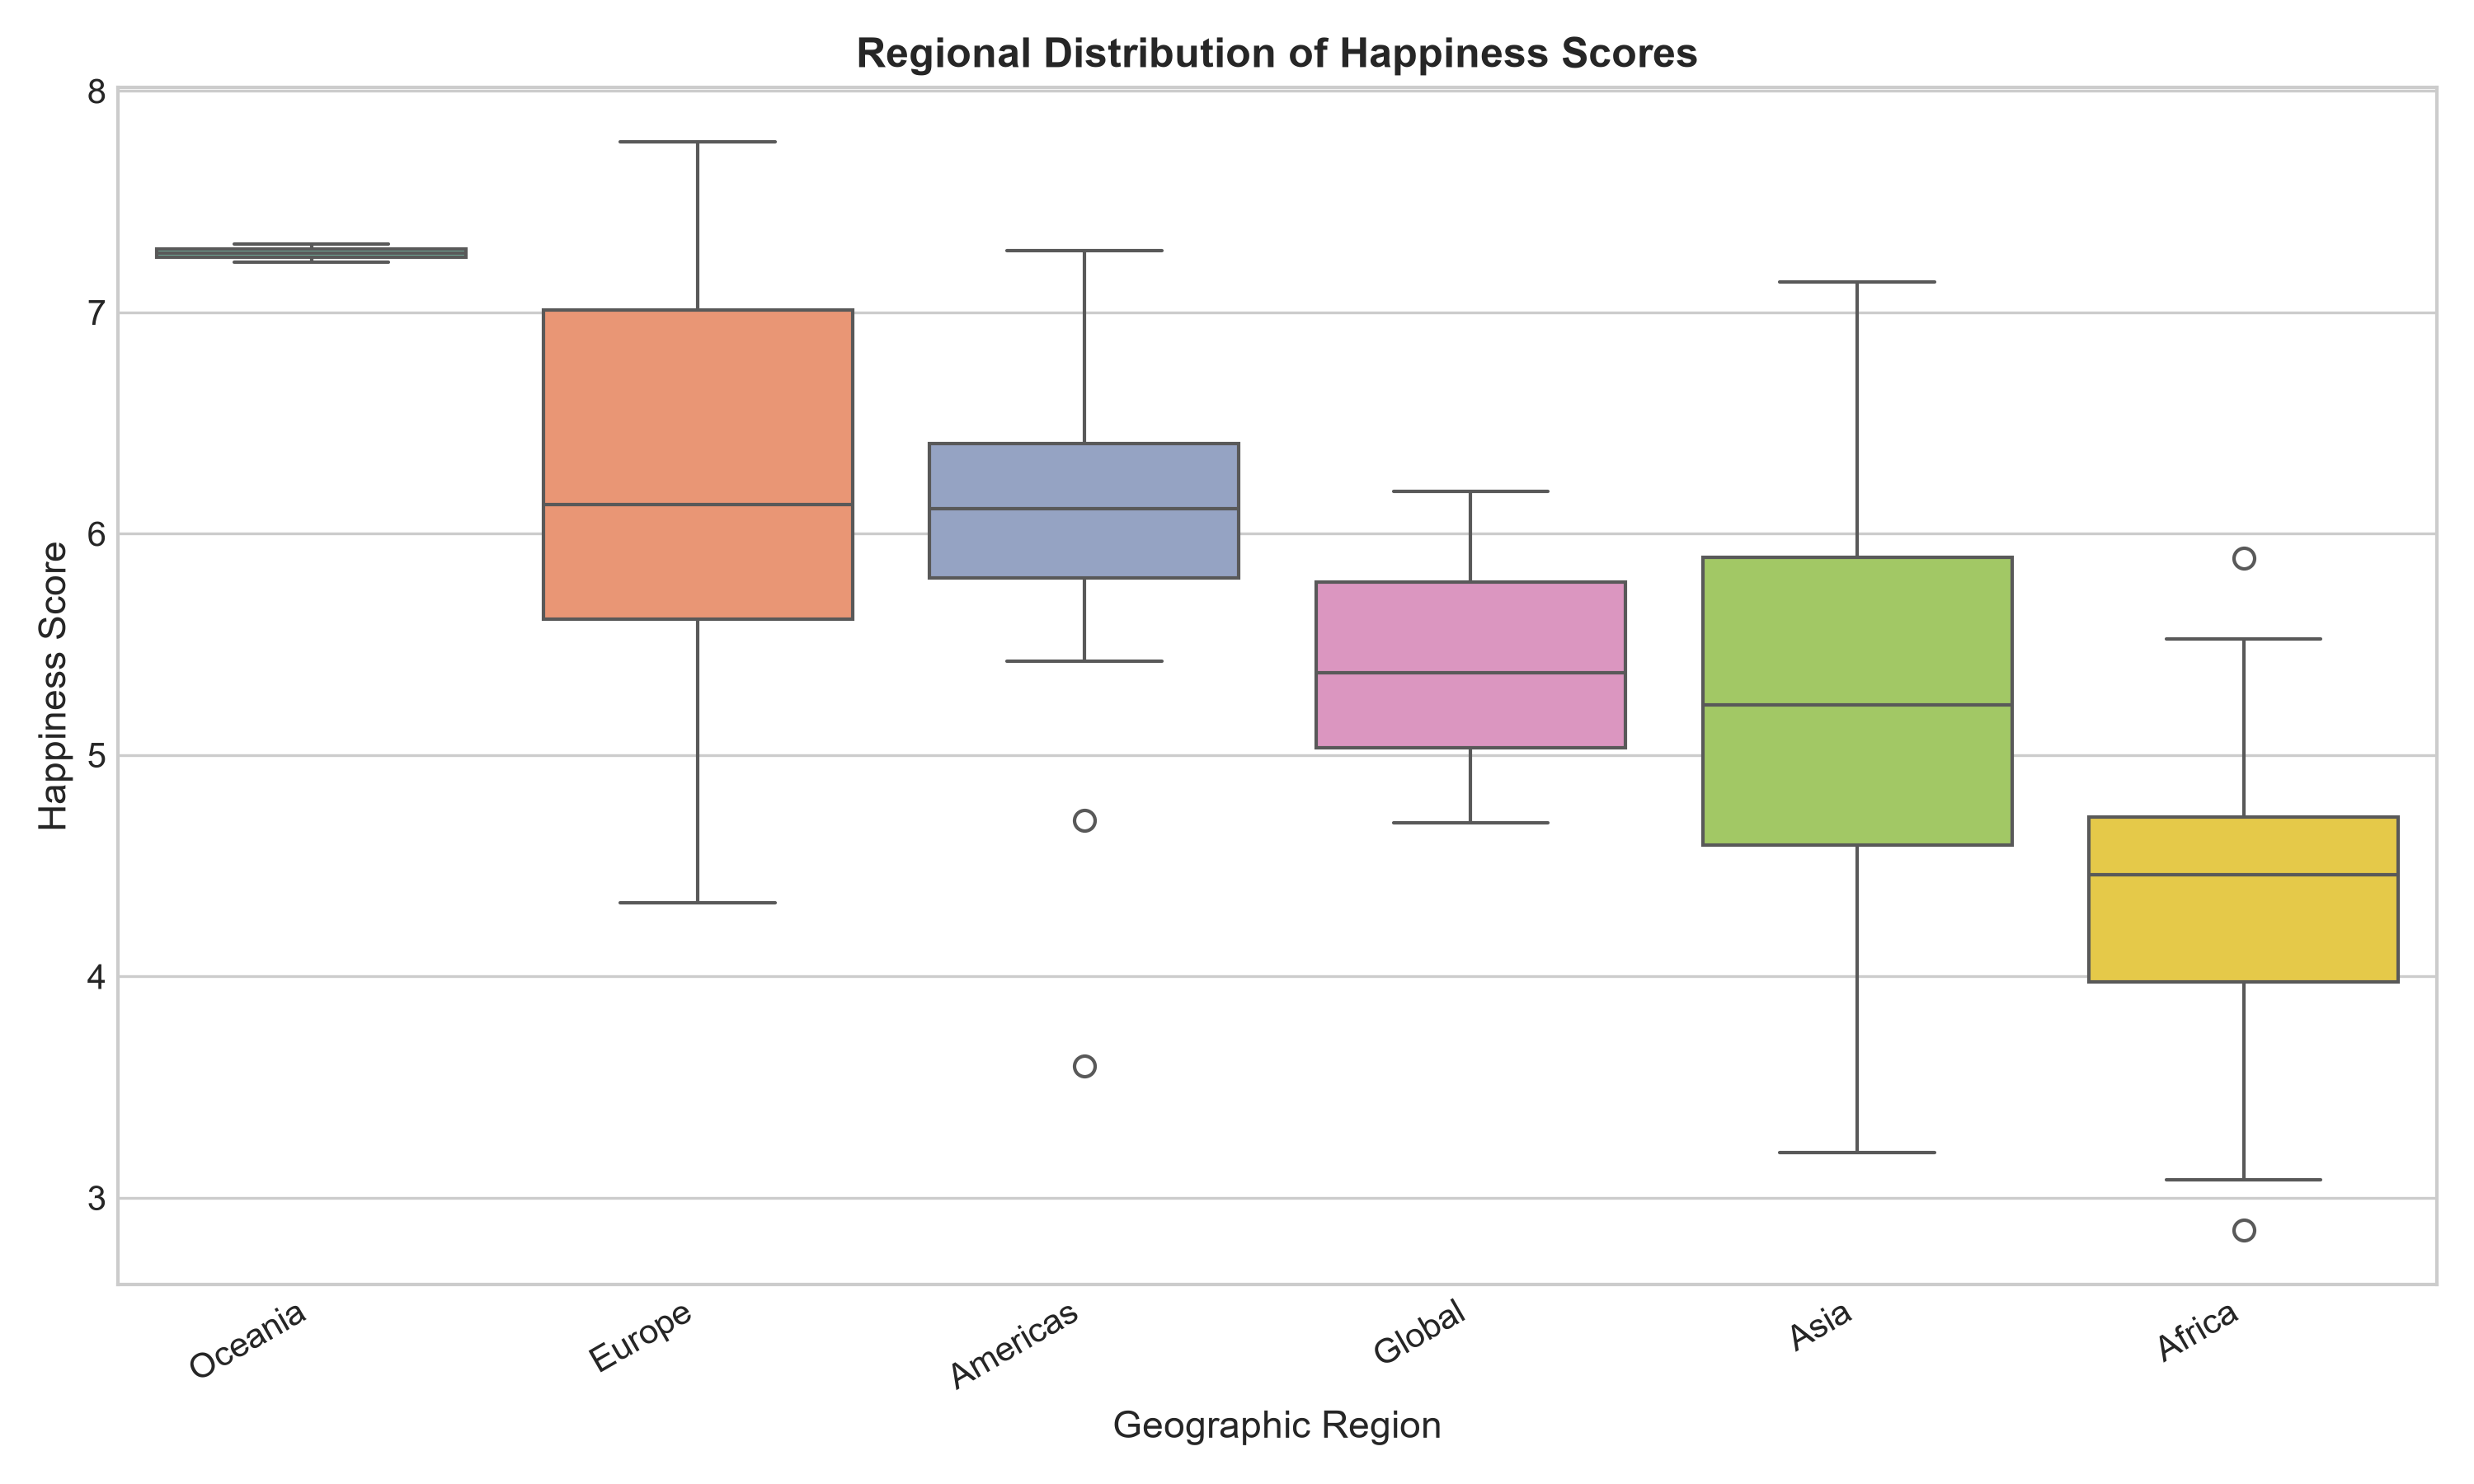 Regional Distribution of Happiness Scores
8
7
6
5
4
3
Happiness Score
Oceania
Europe
Americas
Global
Asia
Africa
Geographic Region